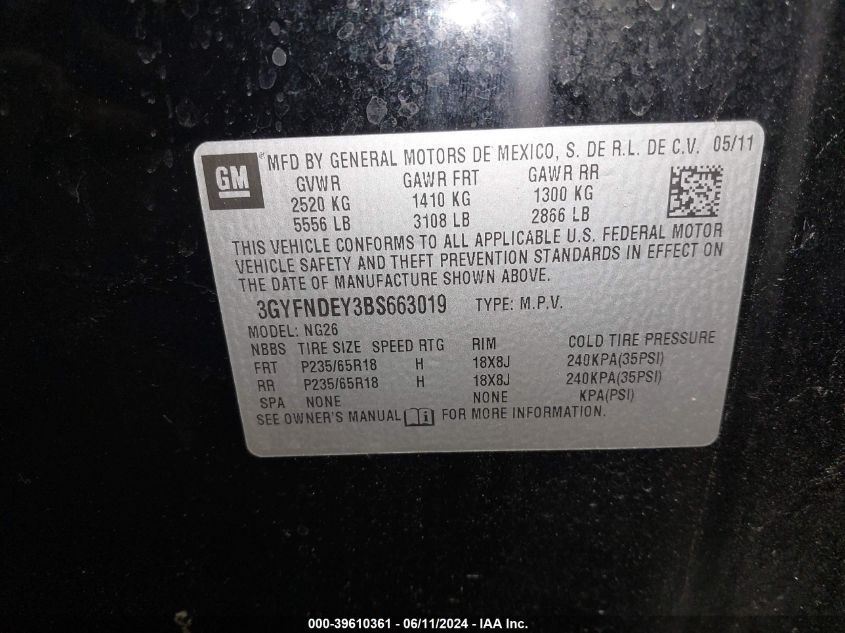 GM
*MFD BY GENERAL MOTORS DE MEXICO, S. DE R.L. DE C.V. 05/11
GVWR GAWR FRT GAWR RR
2520 KG 1410 KG 1300 KG
5556 LB 3108 LB 2866 LB
THIS VEHICLE CONFORMS TO ALL APPLICABLE U.S. FEDERAL MOTOR
VEHICLE SAFETY AND THEFT PREVENTION STANDARDS IN EFFECT ON
THE DATE OF MANUFACTURE SHOWN ABOVE.
3GYFNDEY3BS663019 TYPE: M.P.V.
MODEL: NG26
NBBS TIRE SIZE SPEED RTG RIM COLD TIRE PRESSURE
FRT P235/65R18 H 18X8J 240KPA(35PSI)
RR P235/65R18 H 18X8J 240KPA(35PSI)
SPA NONE NONE KPA(PSI)
SEE OWNER'S MANUAL FOR MORE INFORMATION.
000-39610361 - 06/11/2024 - IAA Inc.